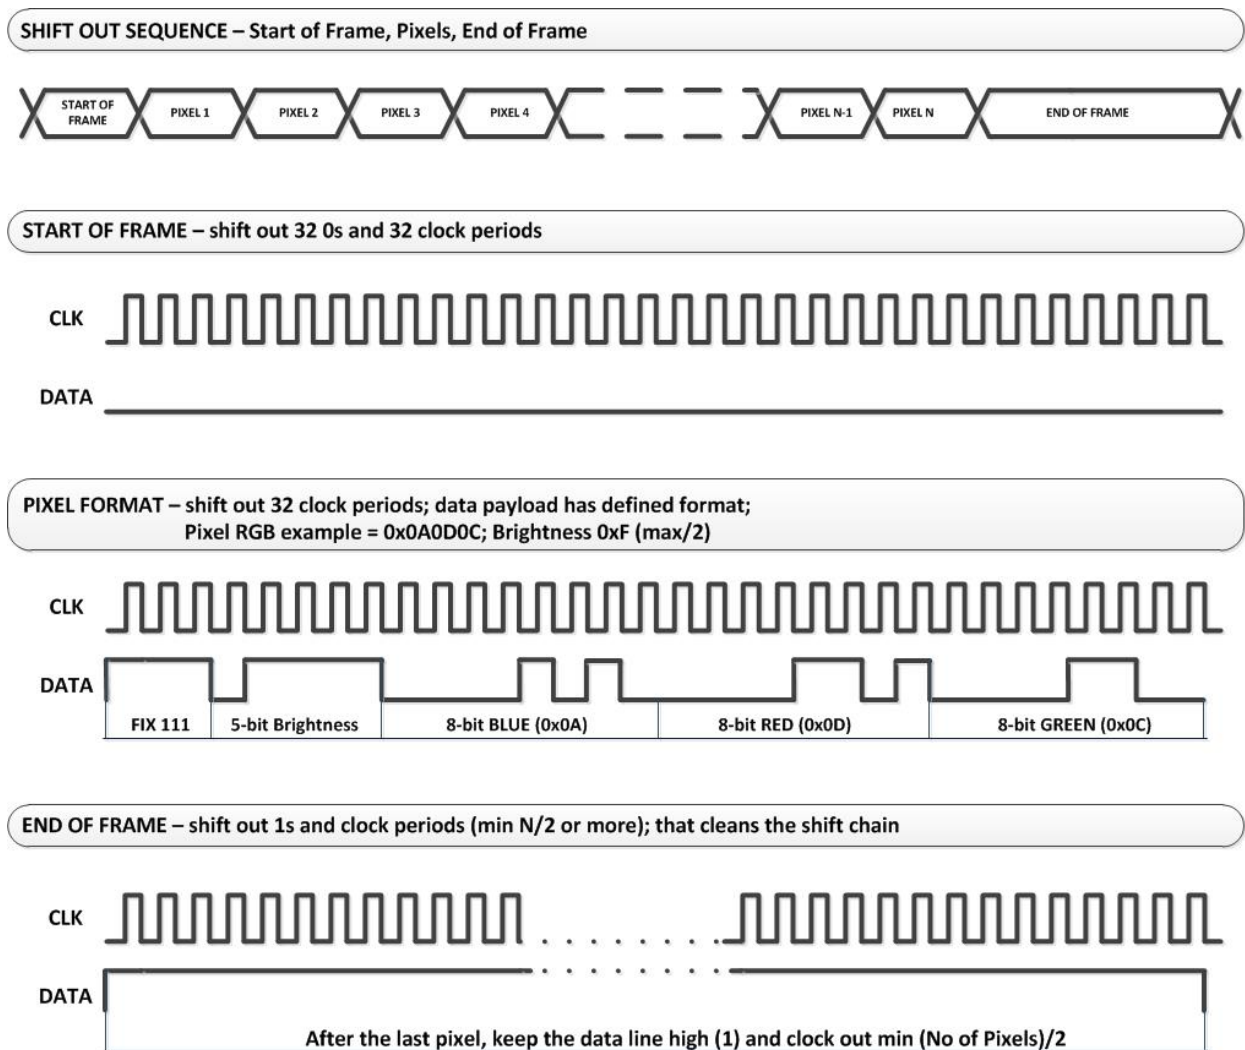 SHIFT OUT SEQUENCE – Start of Frame, Pixels, End of Frame
START OF
FRAME
PIXEL 1
PIXEL 2
PIXEL 3
PIXEL 4
PIXEL N-1
PIXEL N
END OF FRAME
START OF FRAME – shift out 32 0s and 32 clock periods
CLK
DATA
PIXEL FORMAT – shift out 32 clock periods; data payload has defined format;
Pixel RGB example = 0x0A0D0C; Brightness 0xF (max/2)
CLK
DATA
FIX 111
5-bit Brightness
8-bit BLUE (0x0A)
8-bit RED (0x0D)
8-bit GREEN (0x0C)
END OF FRAME – shift out 1s and clock periods (min N/2 or more); that cleans the shift chain
CLK
DATA
After the last pixel, keep the data line high (1) and clock out min (No of Pixels)/2